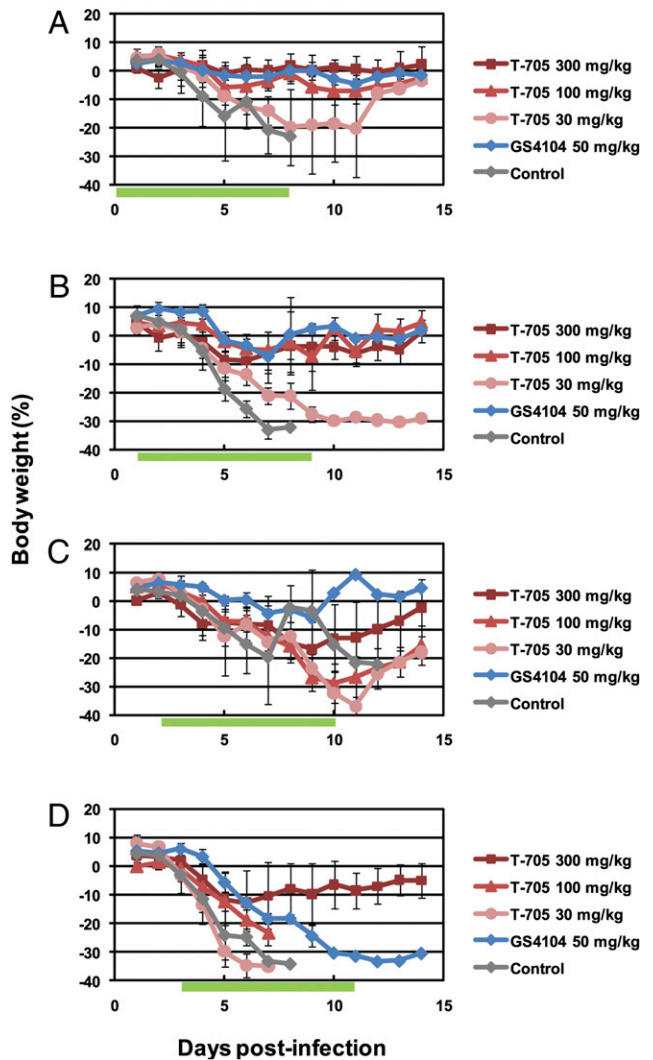 A
20
10
0
-10
-20
-30
-40
0 5 10 15
T-705 300 mg/kg
T-705 100 mg/kg
T-705 30 mg/kg
GS4104 50 mg/kg
Control
B
20
10
0
-10
-20
-30
-40
0 5 10 15
T-705 300 mg/kg
T-705 100 mg/kg
T-705 30 mg/kg
GS4104 50 mg/kg
Control
Body weight (%)
C
20
10
0
-10
-20
-30
-40
0 5 10 15
T-705 300 mg/kg
T-705 100 mg/kg
T-705 30 mg/kg
GS4104 50 mg/kg
Control
D
20
10
0
-10
-20
-30
-40
0 5 10 15
T-705 300 mg/kg
T-705 100 mg/kg
T-705 30 mg/kg
GS4104 50 mg/kg
Control
Days post-infection